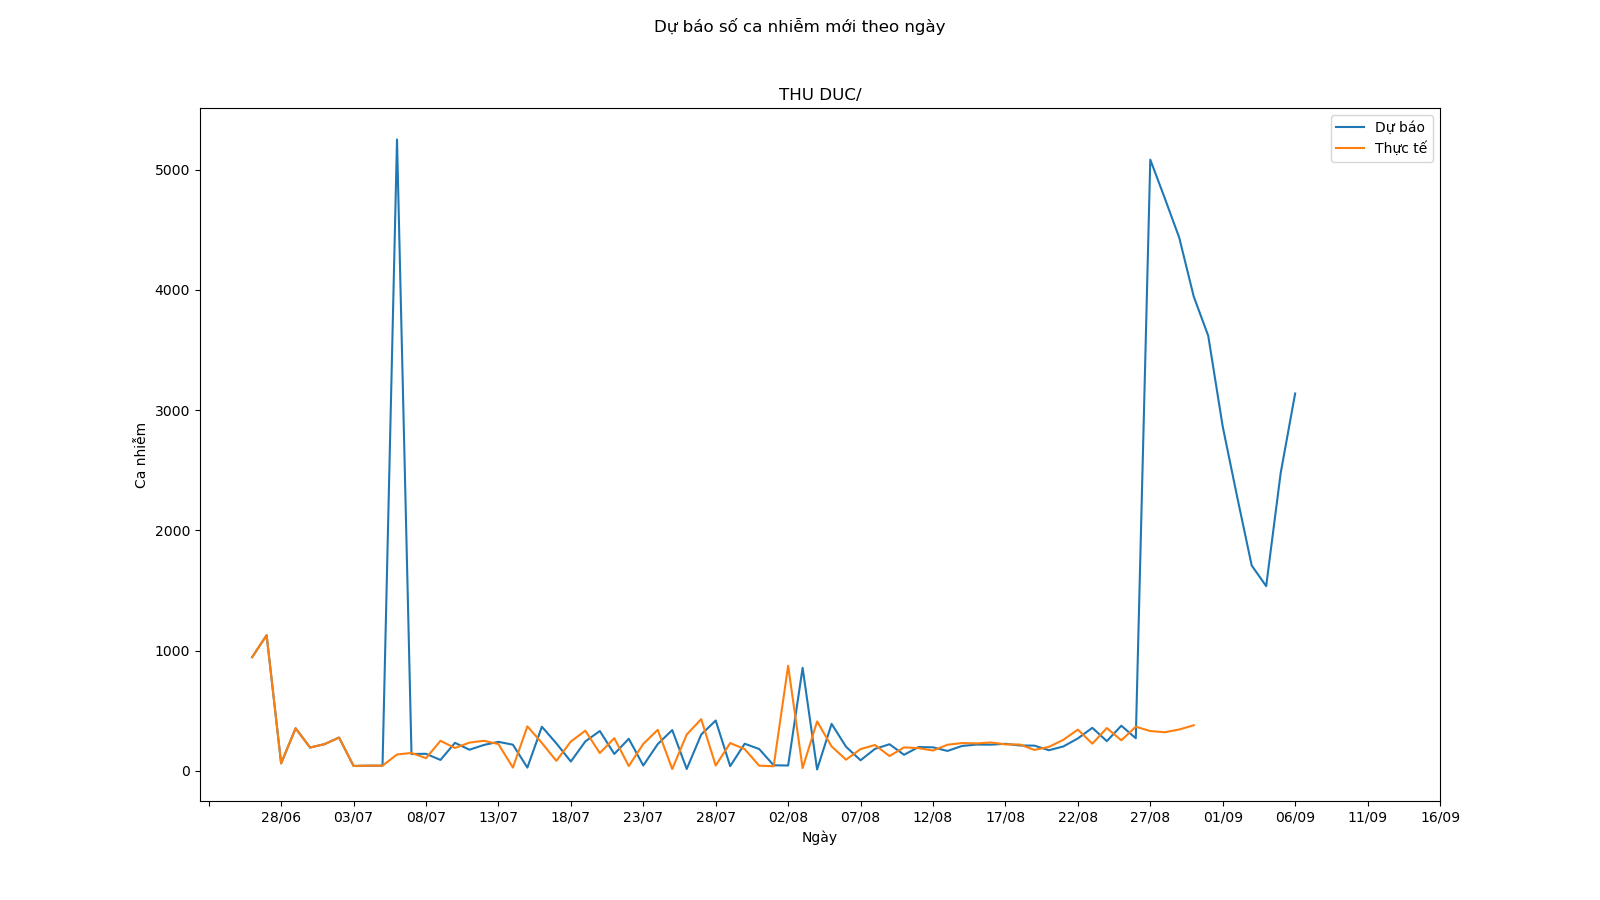 Dự báo số ca nhiễm mới theo ngày
THU DUC/
Dự báo
Thực tế
5000
4000
3000
2000
1000
0
Ca nhiễm
28/06 03/07 08/07 13/07 18/07 23/07 28/07 02/08 07/08 12/08 17/08 22/08 27/08 01/09 06/09 11/09 16/09
Ngày